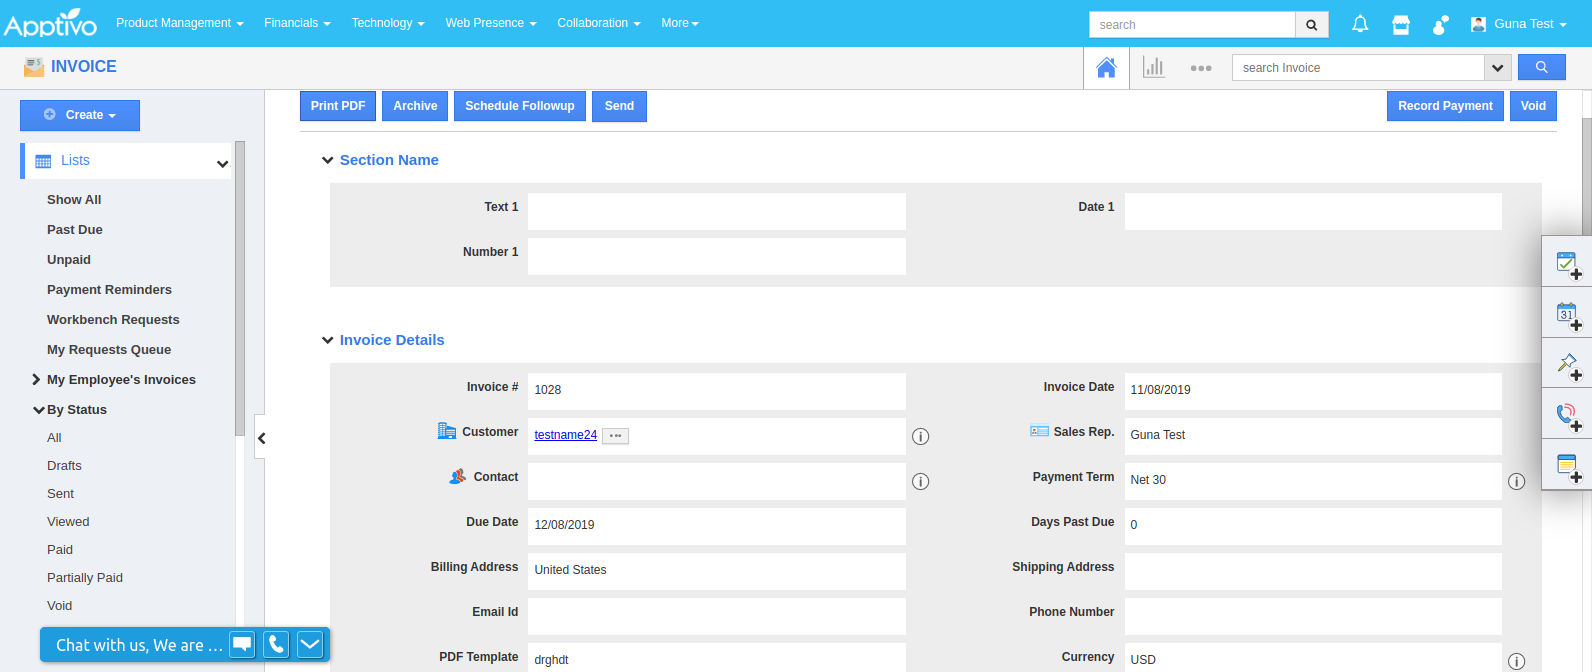 Apptivo Product Management Financials Technology Web Presence Collaboration More search Guna Test
INVOICE search Invoice
Create
Print PDF Archive Schedule Followup Send Record Payment Void
Lists
Show All
Past Due
Unpaid
Payment Reminders
Workbench Requests
My Requests Queue
My Employee's Invoices
By Status
All
Drafts
Sent
Viewed
Paid
Partially Paid
Void
Chat with us, We are ...
Section Name
Text 1 Date 1
Number 1
Invoice Details
Invoice # 1028 Invoice Date 11/08/2019
Customer testname24 Sales Rep. Guna Test
Contact Payment Term Net 30
Due Date 12/08/2019 Days Past Due 0
Billing Address United States Shipping Address
Email Id Phone Number
PDF Template drghdt Currency USD
31